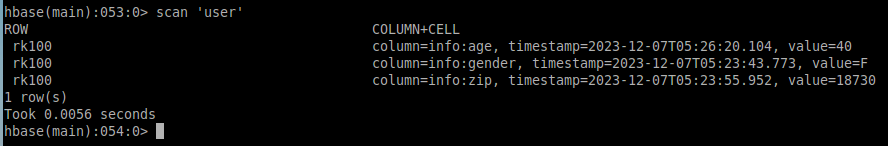 hbase(main):053:0> scan 'user'
ROW COLUMN+CELL
rk100 column=info:age, timestamp=2023-12-07T05:26:20.104, value=40
rk100 column=info:gender, timestamp=2023-12-07T05:23:43.773, value=F
rk100 column=info:zip, timestamp=2023-12-07T05:23:55.952, value=18730
1 row(s)
Took 0.0056 seconds
hbase(main):054:0>